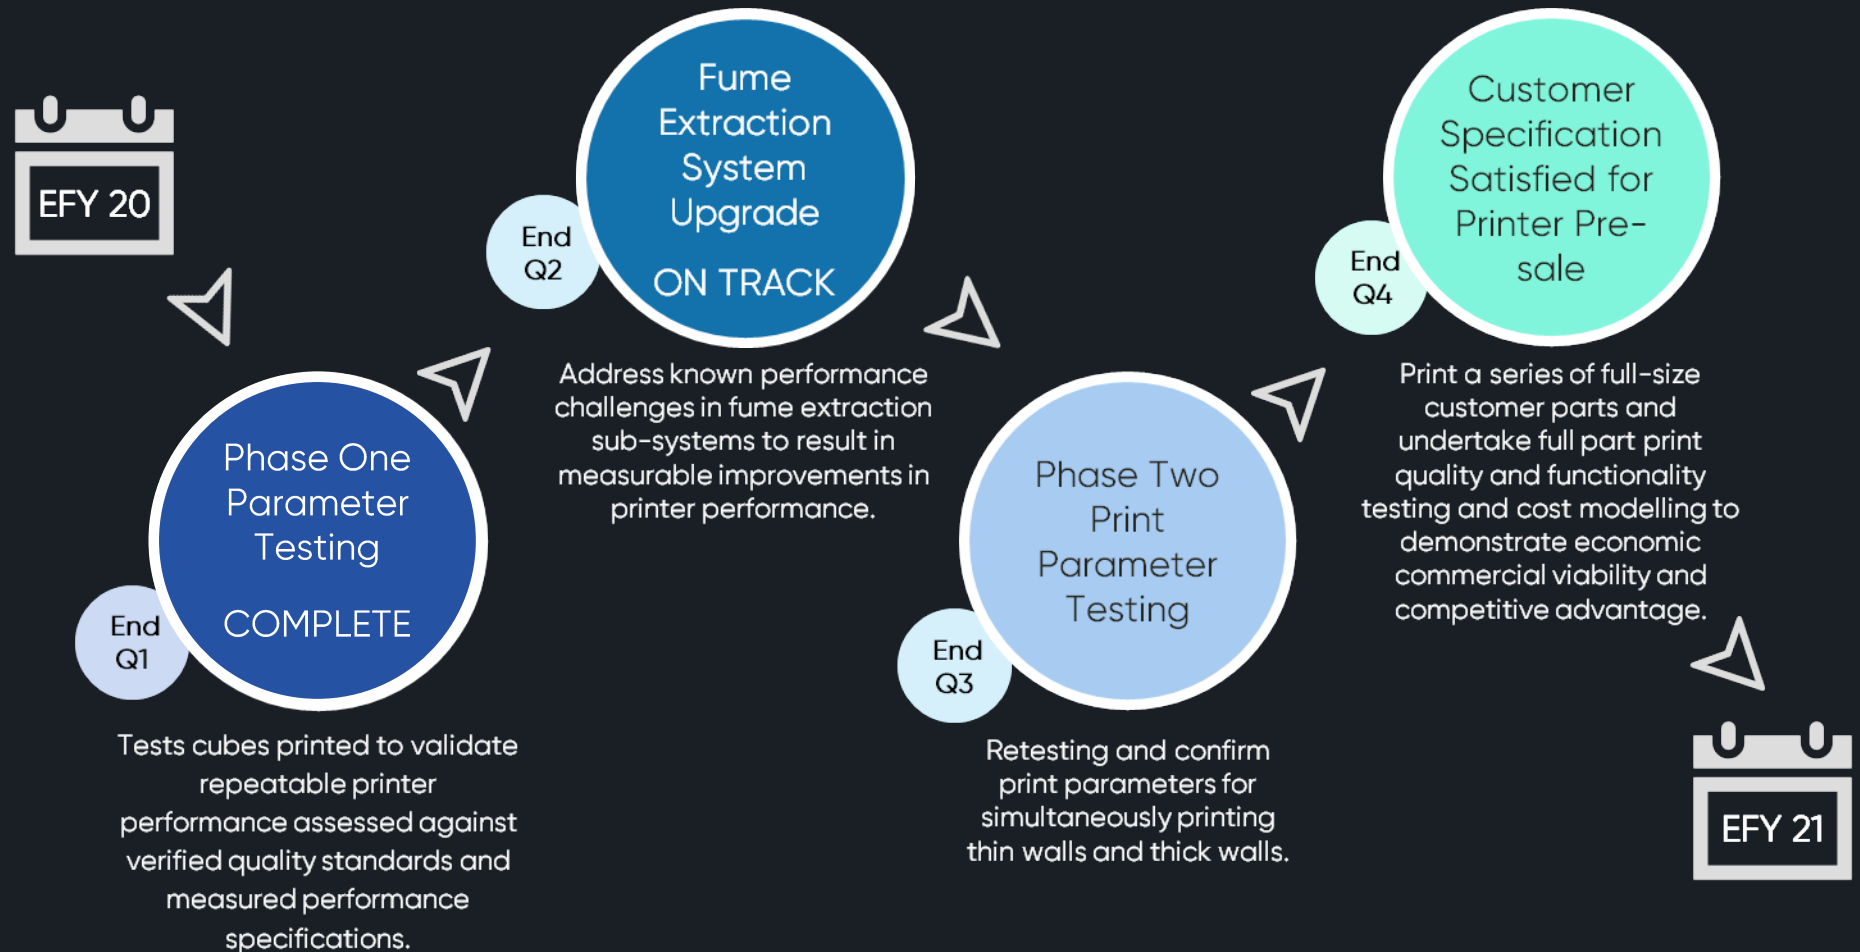 EFY 20
Phase One
Parameter
Testing
COMPLETE
End
Q1
Tests cubes printed to validate
repeatable printer
performance assessed against
verified quality standards and
measured performance
specifications.
Fume
Extraction
System
Upgrade
ON TRACK
End
Q2
Address known performance
challenges in fume extraction
sub-systems to result in
measurable improvements in
printer performance.
Phase Two
Print
Parameter
Testing
End
Q3
Retesting and confirm
print parameters for
simultaneously printing
thin walls and thick walls.
Customer
Specification
Satisfied for
Printer Pre-
sale
End
Q4
Print a series of full-size
customer parts and
undertake full part print
quality and functionality
testing and cost modelling to
demonstrate economic
commercial viability and
competitive advantage.
EFY 21